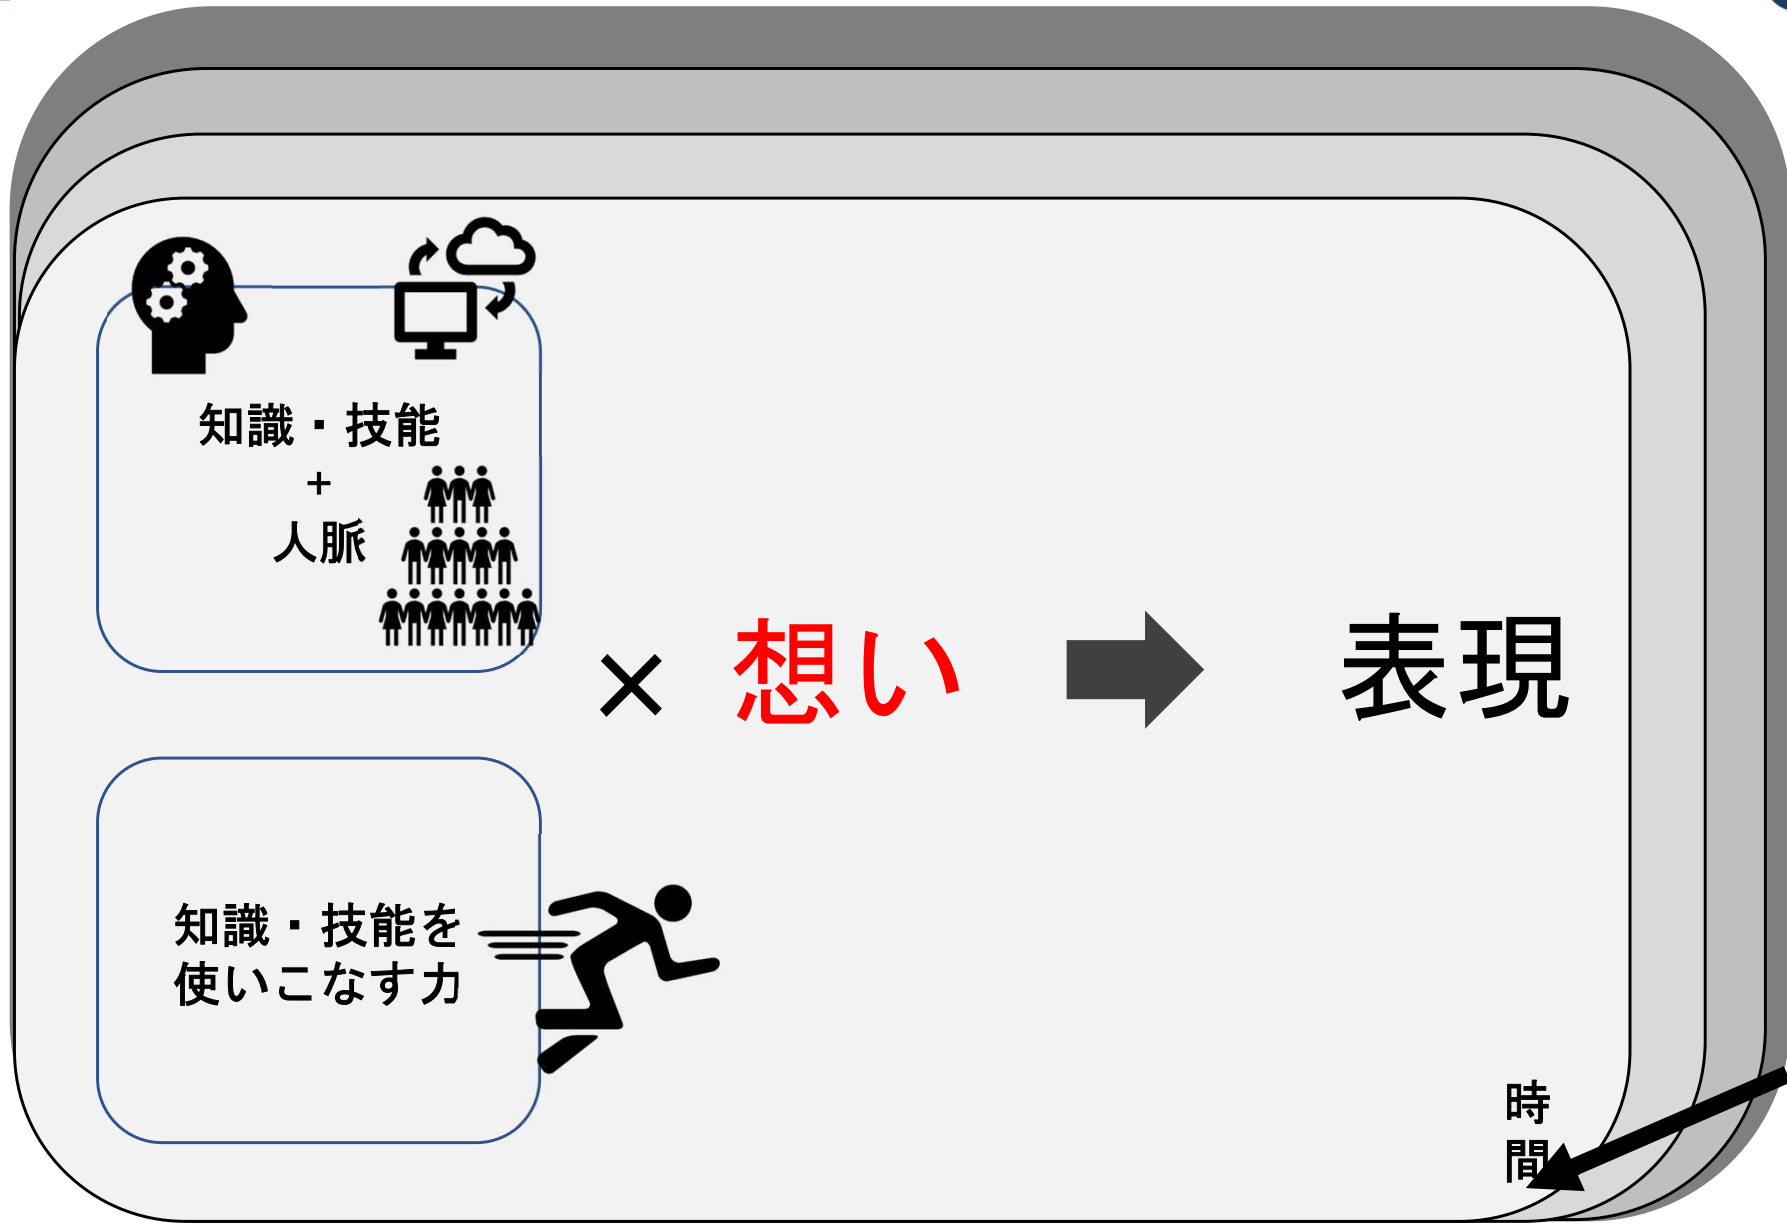 知識・技能
+
人脈
知識・技能を
使いこなす力
×
想い
表現
時
間